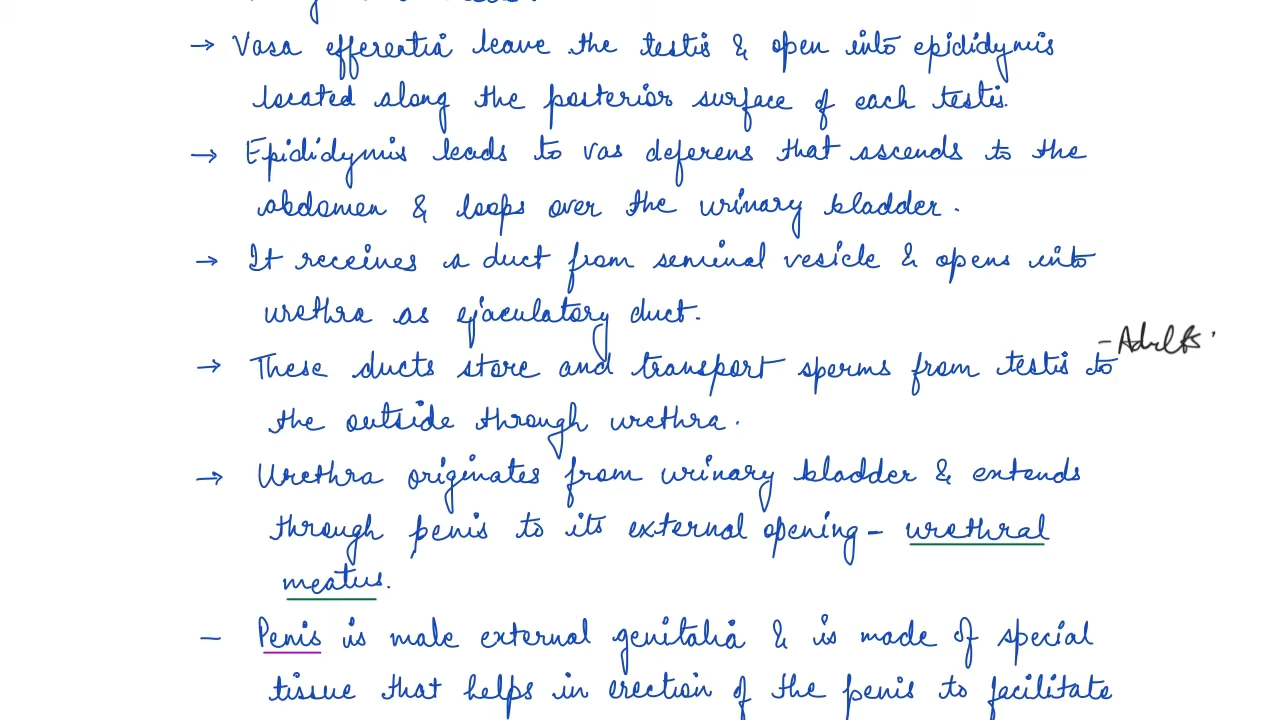 → Vasa efferentia leave the testis & open into epididymis
located along the posterior surface of each testis.
→ Epididymis leads to vas deferens that ascends to the
abdomen & loops over the urinary bladder.
→ It receives a duct from seminal vesicle & opens into
urethra as ejaculatory duct.
- Adults.
→ These ducts store and transport sperms from testis to
the outside through urethra.
→ Urethra originates from urinary bladder & extends
through penis to its external opening - urethral
meatus.
- Penis is male external genitalia & is made of special
tissue that helps in erection of the penis to facilitate